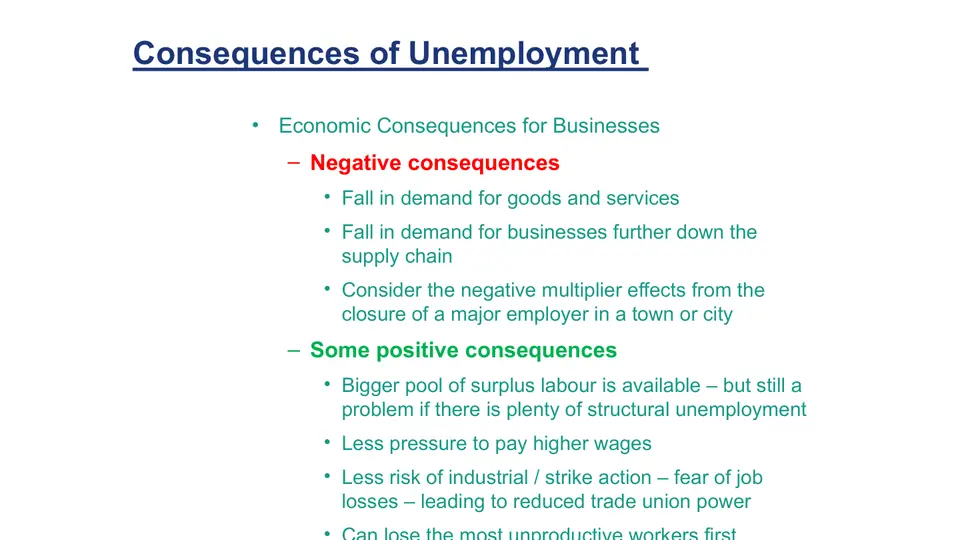 Consequences of Unemployment
• Economic Consequences for Businesses
– Negative consequences
• Fall in demand for goods and services
• Fall in demand for businesses further down the
supply chain
• Consider the negative multiplier effects from the
closure of a major employer in a town or city
– Some positive consequences
• Bigger pool of surplus labour is available – but still a
problem if there is plenty of structural unemployment
• Less pressure to pay higher wages
• Less risk of industrial / strike action – fear of job
losses – leading to reduced trade union power
• Can lose the most unproductive workers first